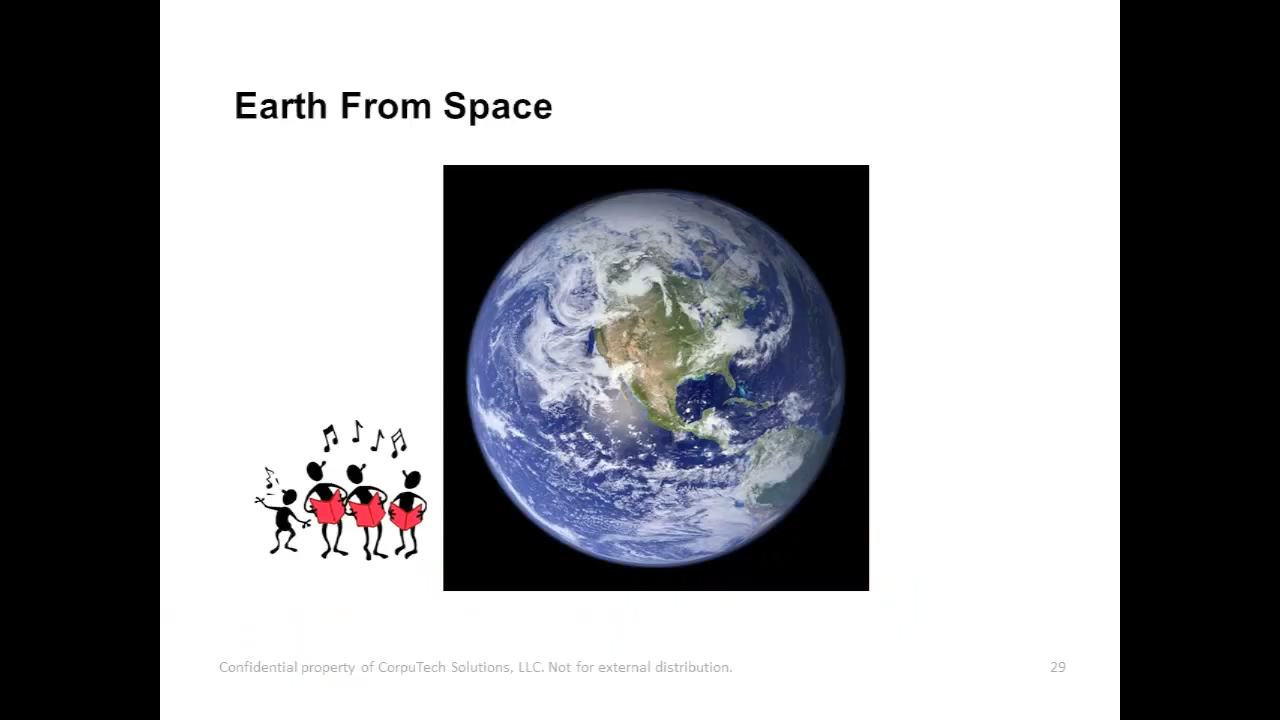 Earth From Space
Confidential property of CorpuTech Solutions, LLC. Not for external distribution.
29